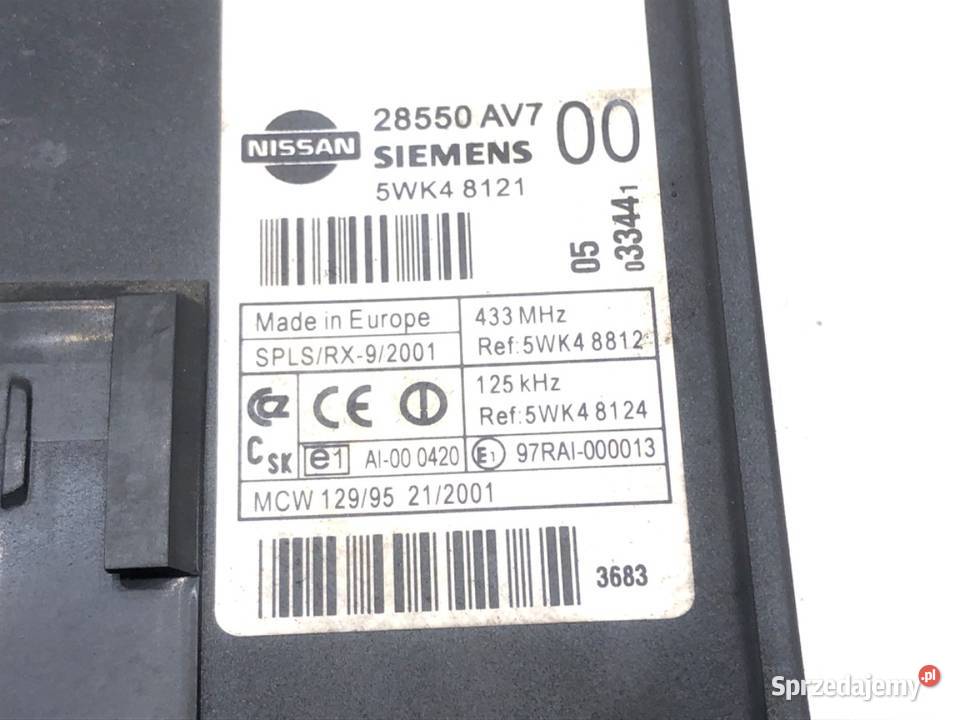 NISSAN
28550 AV7 00
SIEMENS
5WK4 8121
05
033441
Made in Europe
433 MHz
SPLS/RX-9/2001
Ref:5WK4 8812
125 kHz
CE
Ref:5WK4 8124
CSK
e1 AI-00 0420
E1 97RAI-000013
MCW 129/95 21/2001
3683
Sprzedajemy.pl